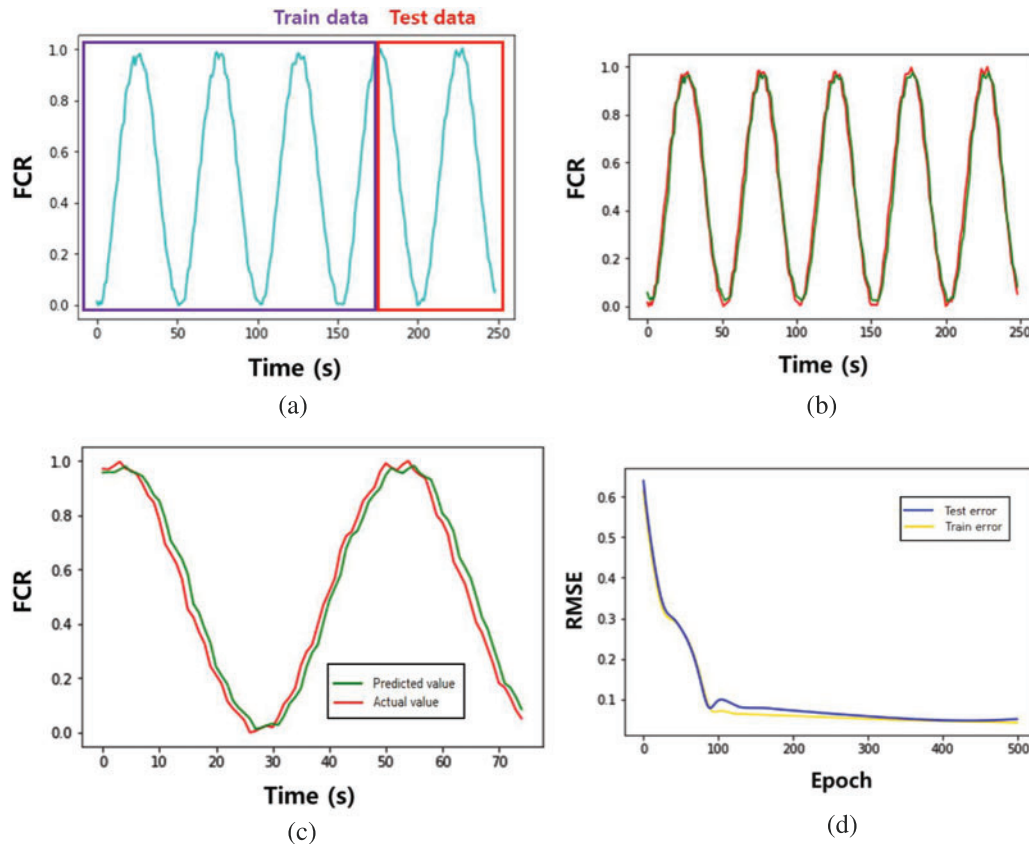 Train data Test data
FCR
1.0
0.8
0.6
0.4
0.2
0.0
0 50 100 150 200 250
Time (s)
(a)
FCR
1.0
0.8
0.6
0.4
0.2
0.0
0 50 100 150 200 250
Time (s)
(b)
FCR
1.0
0.8
0.6
0.4
0.2
0.0
Predicted value
Actual value
0 10 20 30 40 50 60 70
Time (s)
(c)
RMSE
0.6
0.5
0.4
0.3
0.2
0.1
Test error
Train error
0 100 200 300 400 500
Epoch
(d)